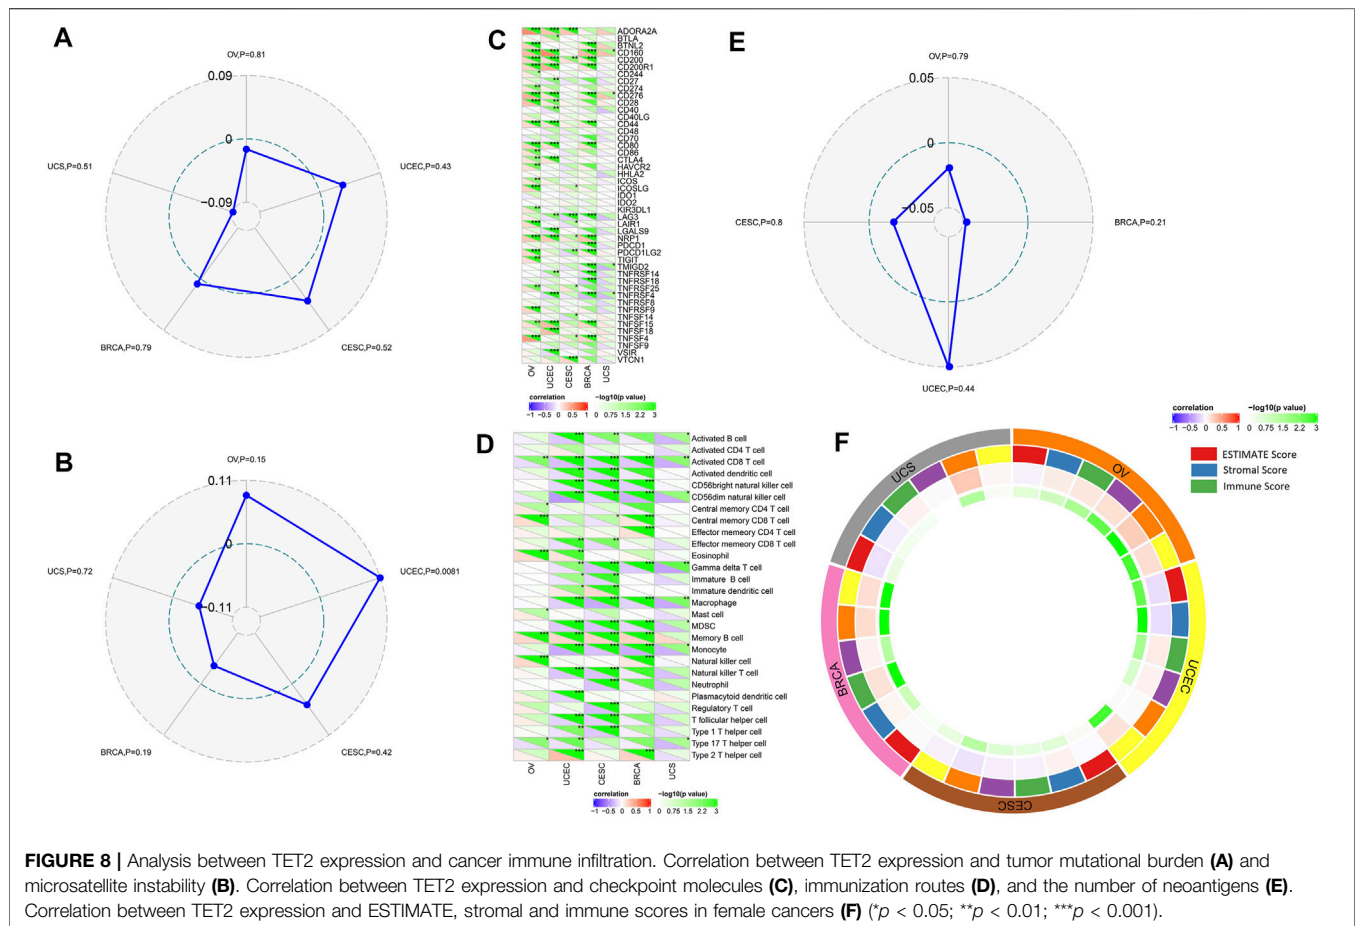 A
OV,P=0.81
0.09
0
-0.09
UCS,P=0.51
UCEC,P=0.43
BRCA,P=0.79
CESC,P=0.52
B
OV,P=0.15
0.11
0
-0.11
UCS,P=0.72
UCEC,P=0.0081
BRCA,P=0.19
CESC,P=0.42
C
ADORA2A
BTLA
BTNL2
CD160
CD200
CD200R1
CD244
CD27
CD274
CD276
CD28
CD40
CD40LG
CD44
CD48
CD70
CD80
CD86
CTLA4
HAVCR2
HHLA2
ICOS
ICOSLG
IDO1
IDO2
KIR3DL1
LAG3
LAIR1
LGALS9
NRP1
PDCD1
PDCD1LG2
TIGIT
TMIGD2
TNFRSF14
TNFRSF18
TNFRSF25
TNFRSF4
TNFRSF8
TNFRSF9
TNFSF14
TNFSF15
TNFSF18
TNFSF4
TNFSF9
VSIR
VTCN1
OV UCEC CESC BRCA UCS
correlation −log10(p value)
−1 −0.5 0 0.5 1 0 0.75 1.5 2.2 3
D
Activated B cell
Activated CD4 T cell
Activated CD8 T cell
Activated dendritic cell
CD56bright natural killer cell
CD56dim natural killer cell
Central memory CD4 T cell
Central memory CD8 T cell
Effector memeory CD4 T cell
Effector memeory CD8 T cell
Eosinophil
Gamma delta T cell
Immature B cell
Immature dendritic cell
Macrophage
Mast cell
MDSC
Memory B cell
Monocyte
Natural killer cell
Natural killer T cell
Neutrophil
Plasmacytoid dendritic cell
Regulatory T cell
T follicular helper cell
Type 1 T helper cell
Type 17 T helper cell
Type 2 T helper cell
OV UCEC CESC BRCA UCS
correlation −log10(p value)
−1 −0.5 0 0.5 1 0 0.75 1.5 2.2 3
E
OV,P=0.79
0.05
0
-0.05
CESC,P=0.8
BRCA,P=0.21
UCEC,P=0.44
correlation −log10(p value)
−1 −0.5 0 0.5 1 0 0.75 1.5 2.2 3
F
ESTIMATE Score
Stromal Score
Immune Score
UCS
OV
UCEC
CESC
BRCA
FIGURE 8 | Analysis between TET2 expression and cancer immune infiltration. Correlation between TET2 expression and tumor mutational burden (A) and
microsatellite instability (B). Correlation between TET2 expression and checkpoint molecules (C), immunization routes (D), and the number of neoantigens (E).
Correlation between TET2 expression and ESTIMATE, stromal and immune scores in female cancers (F) (*p < 0.05; **p < 0.01; ***p < 0.001).